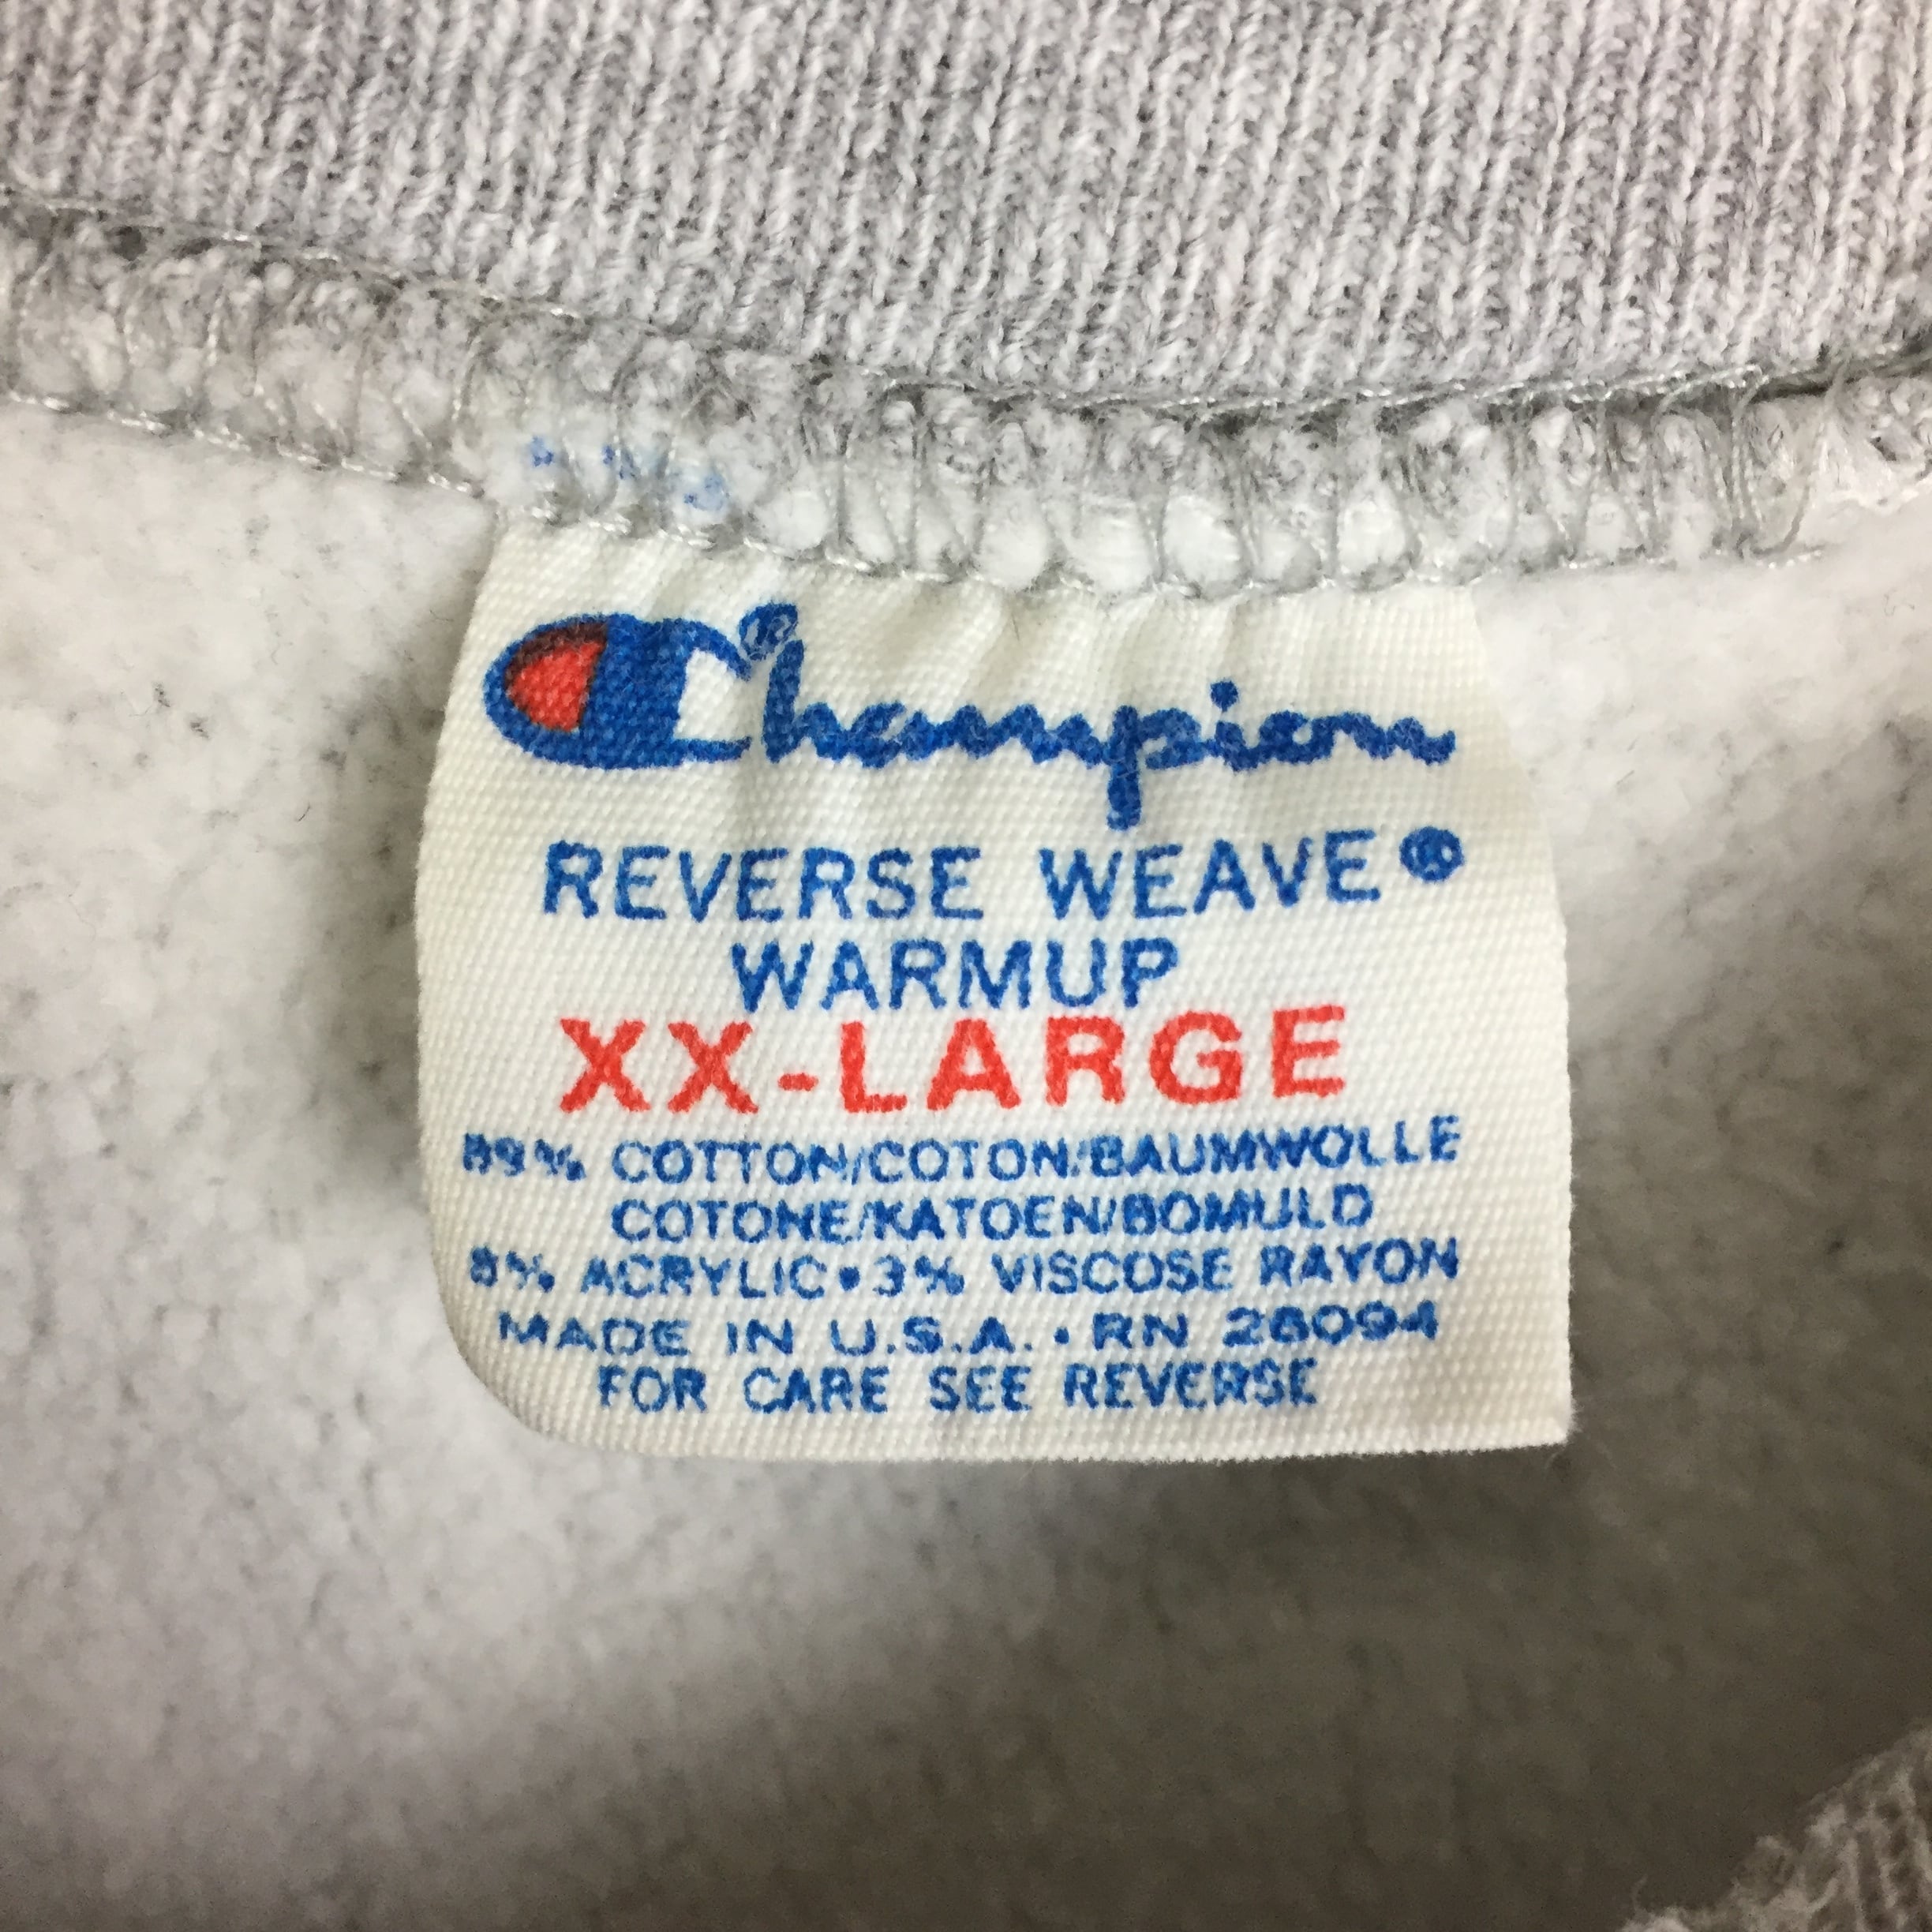 Champion®
REVERSE WEAVE®
WARMUP
XX-LARGE
89% COTTON/COTON/BAUMWOLLE
COTONE/KATOEN/BOMULD
8% ACRYLIC•3% VISCOSE RAYON
MADE IN U.S.A. • RN 26094
FOR CARE SEE REVERSE